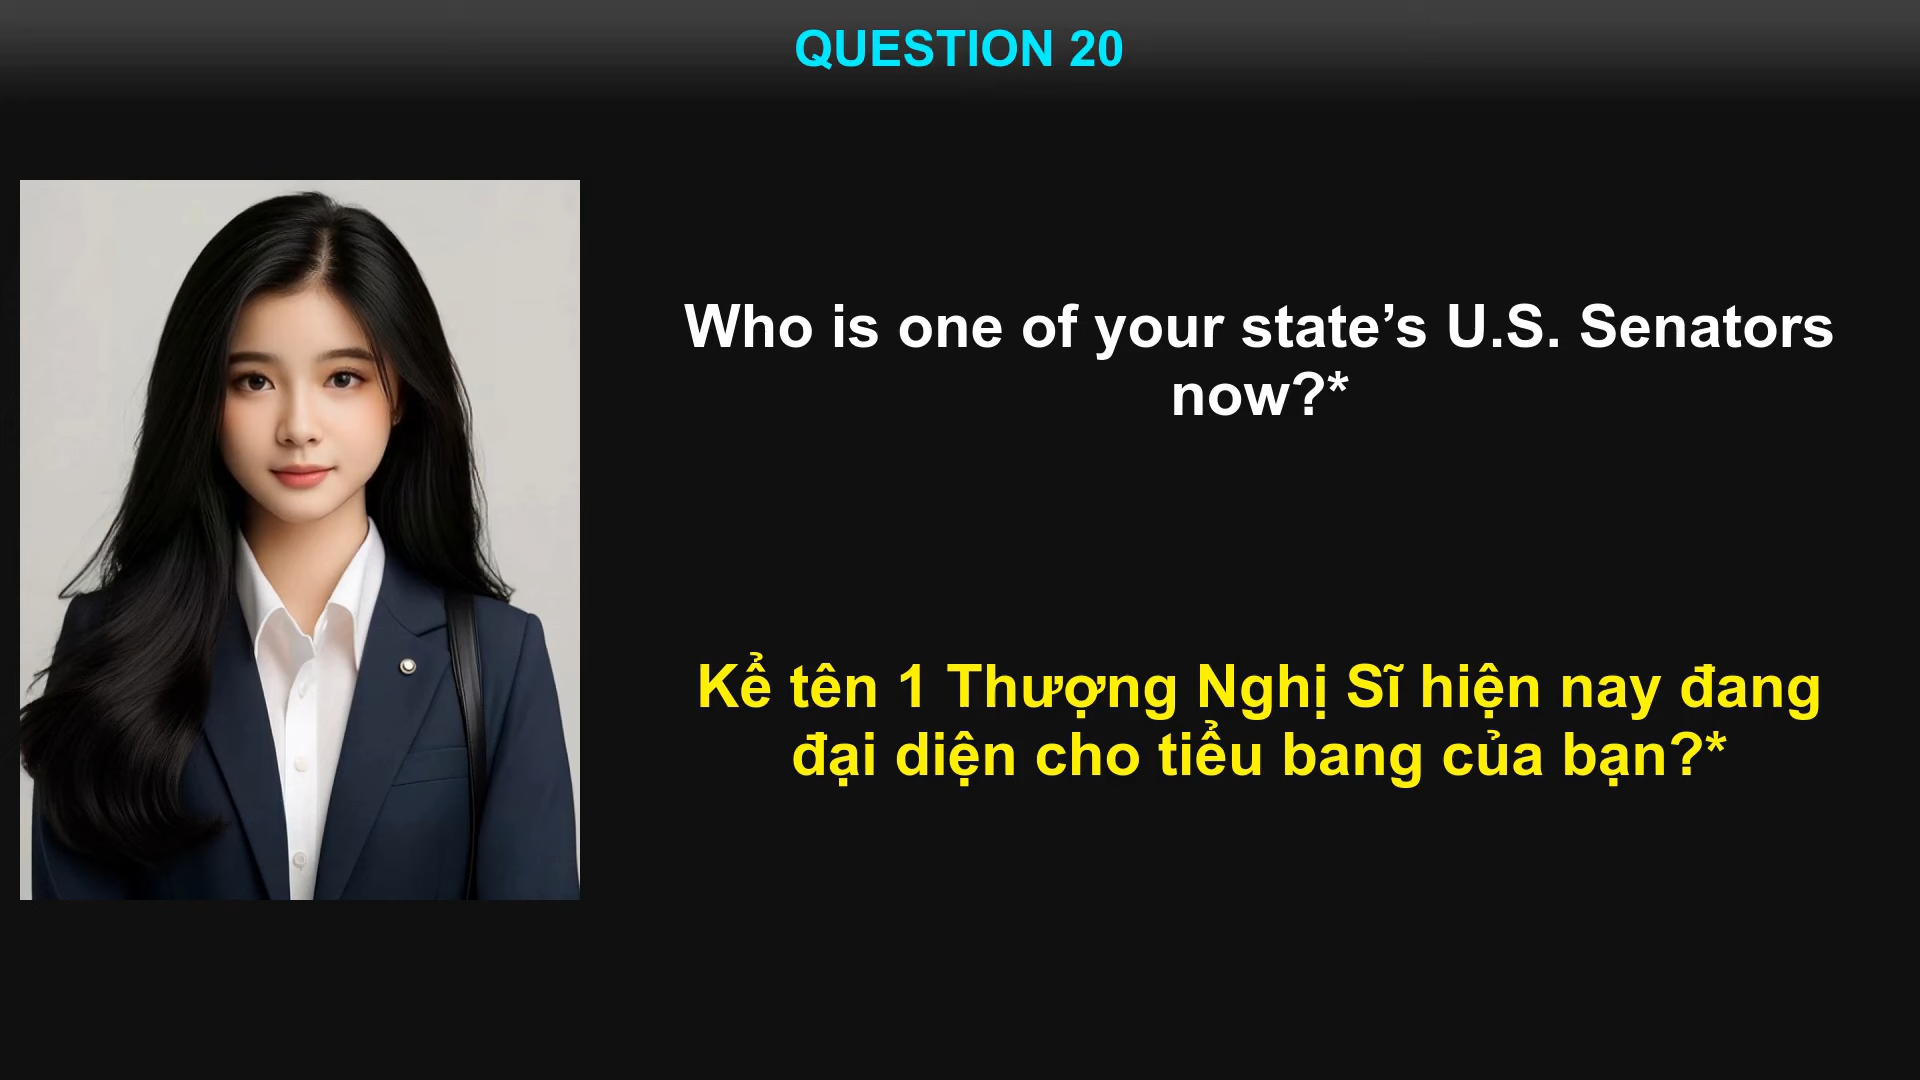 QUESTION 20
Who is one of your state’s U.S. Senators
now?*
Kể tên 1 Thượng Nghị Sĩ hiện nay đang
đại diện cho tiểu bang của bạn?*